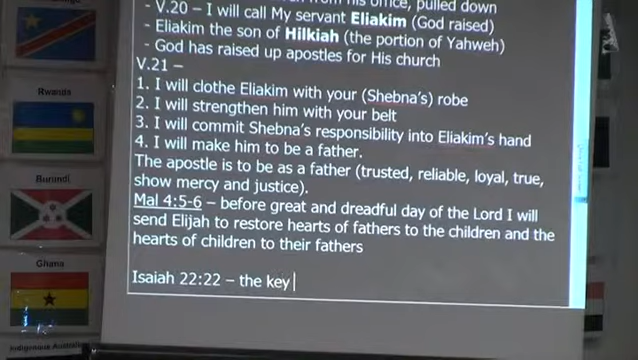 his office, pulled down
- V.20 – I will call My servant Eliakim (God raised)
- Eliakim the son of Hilkiah (the portion of Yahweh)
- God has raised up apostles for His church
V.21 –
1. I will clothe Eliakim with your (Shebna's) robe
2. I will strengthen him with your belt
3. I will commit Shebna's responsibility into Eliakim's hand
4. I will make him to be a father.
The apostle is to be as a father (trusted, reliable, loyal, true,
show mercy and justice).
Mal 4:5-6 – before great and dreadful day of the Lord I will
send Elijah to restore hearts of fathers to the children and the
hearts of children to their fathers
Isaiah 22:22 – the key
Rwanda
Burundi
Ghana